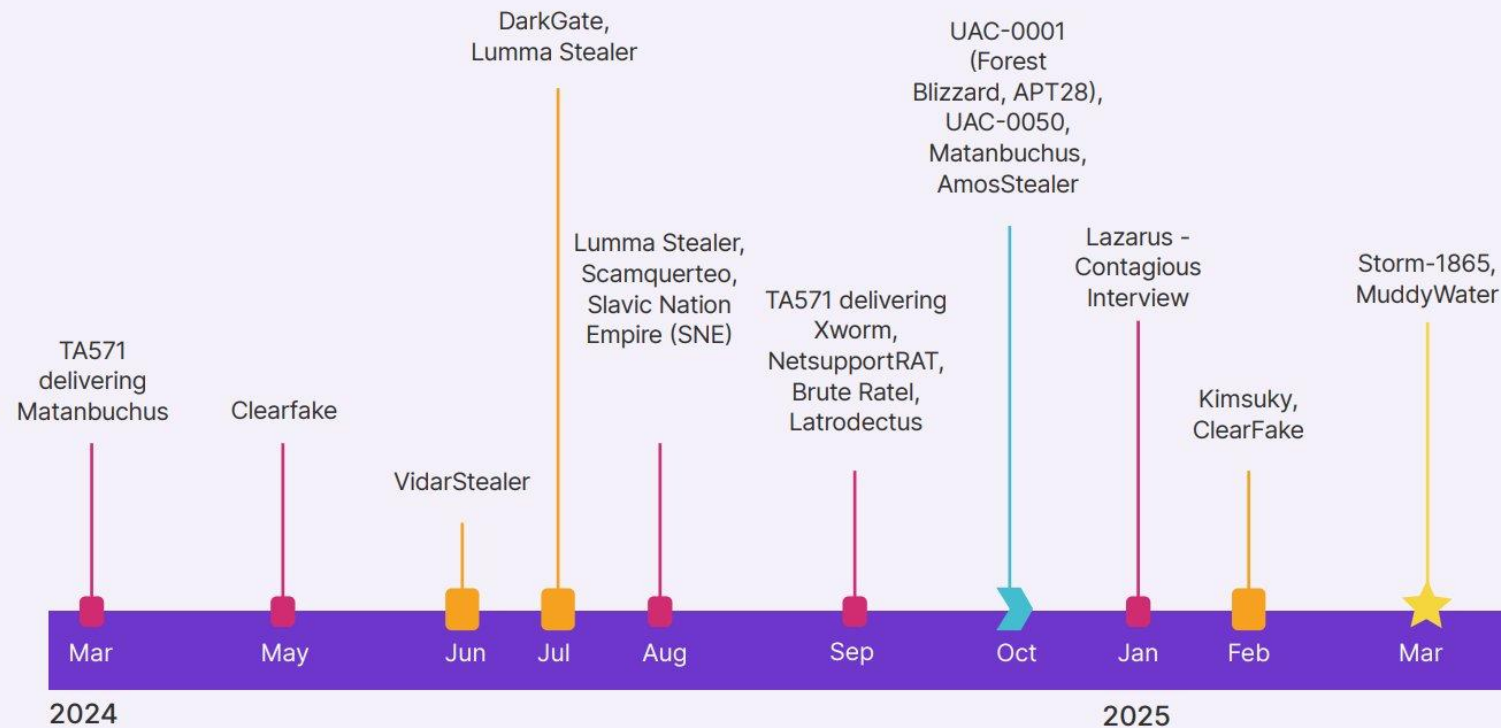 TA571
delivering
Matanbuchus
Clearfake
VidarStealer
DarkGate,
Lumma Stealer
Lumma Stealer,
Scamquerteo,
Slavic Nation
Empire (SNE)
TA571 delivering
Xworm,
NetsupportRAT,
Brute Ratel,
Latrodectus
UAC-0001
(Forest
Blizzard, APT28),
UAC-0050,
Matanbuchus,
AmosStealer
Lazarus -
Contagious
Interview
Kimsuky,
ClearFake
Storm-1865,
MuddyWater
Mar May Jun Jul Aug Sep Oct Jan Feb Mar
2024 2025